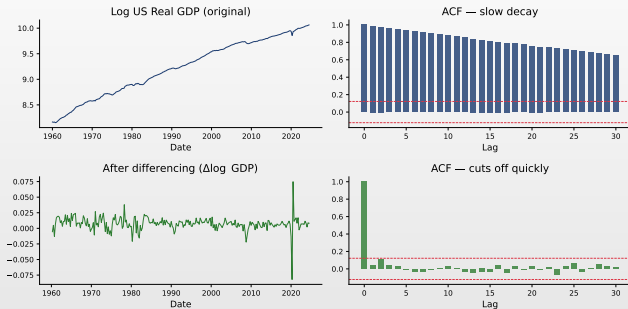 Log US Real GDP (original)
10.0
9.5
9.0
8.5
1960 1970 1980 1990 2000 2010 2020
Date
ACF — slow decay
1.0
0.8
0.6
0.4
0.2
0.0
0 5 10 15 20 25 30
Lag
After differencing (Δlog GDP)
0.075
0.050
0.025
0.000
−0.025
−0.050
−0.075
1960 1970 1980 1990 2000 2010 2020
Date
ACF — cuts off quickly
1.0
0.8
0.6
0.4
0.2
0.0
0 5 10 15 20 25 30
Lag